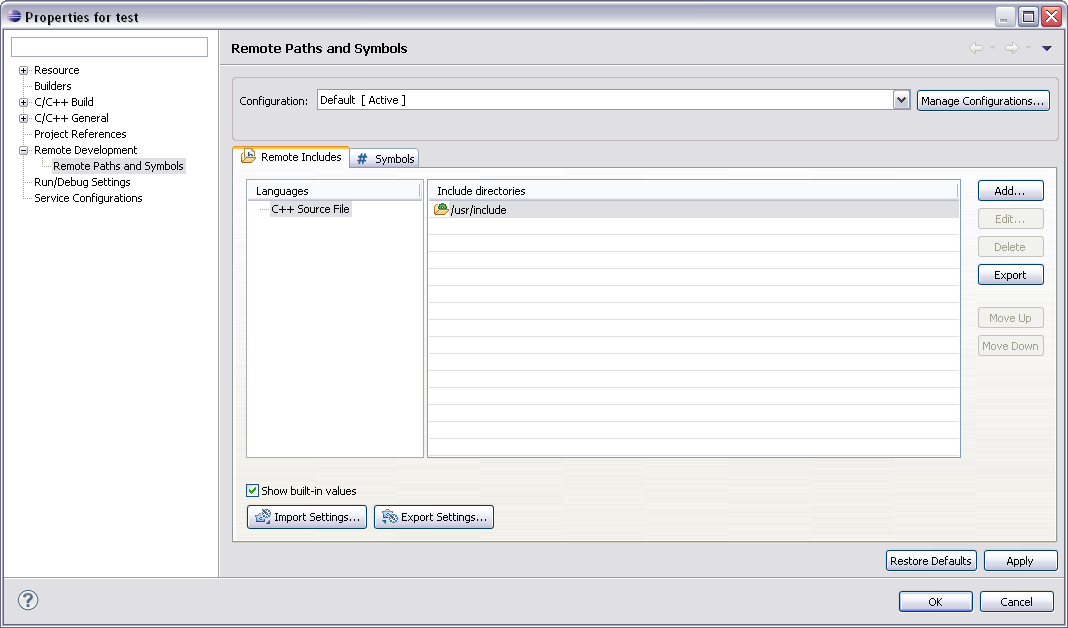 Properties for test
Remote Paths and Symbols
Resource
Builders
C/C++ Build
C/C++ General
Project References
Remote Development
Remote Paths and Symbols
Run/Debug Settings
Service Configurations
Configuration: Default [ Active ] Manage Configurations...
Remote Includes # Symbols
Languages Include directories Add...
C++ Source File /usr/include
Edit...
Delete
Export
Move Up
Move Down
Show built-in values
Import Settings... Export Settings...
Restore Defaults Apply
? OK Cancel